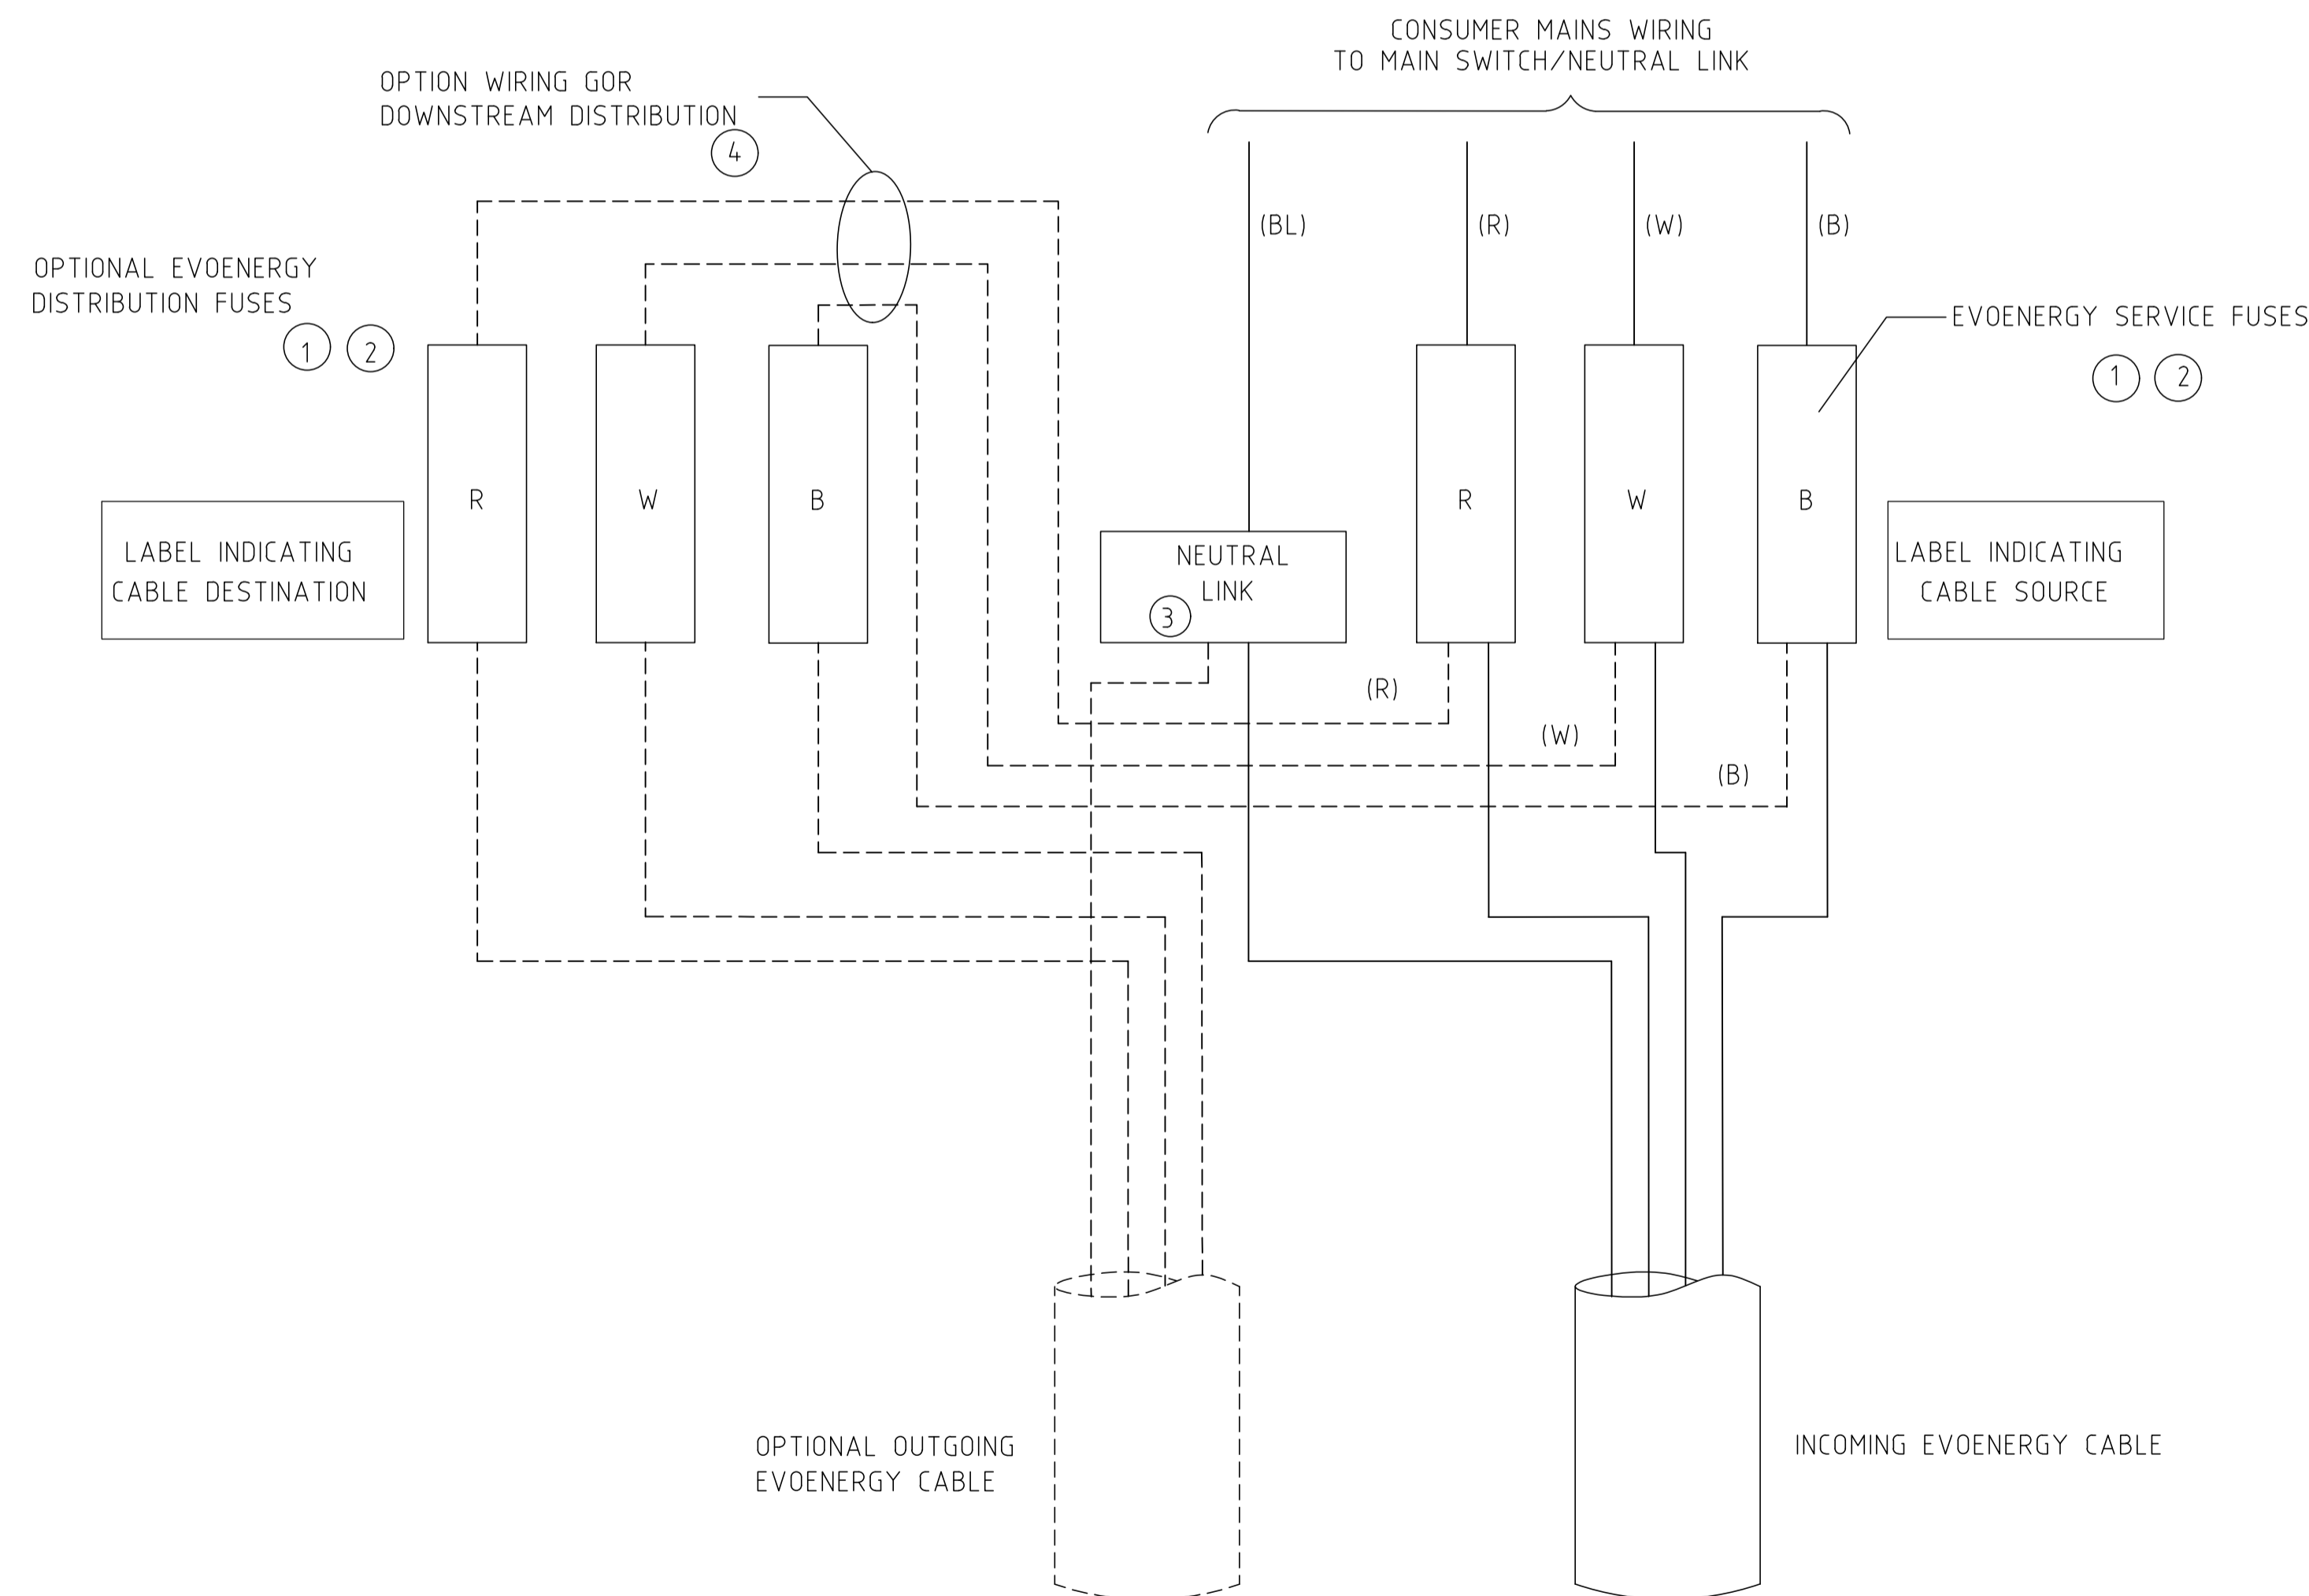 CONSUMER MAINS WIRING
TO MAIN SWITCH/NEUTRAL LINK
OPTION WIRING GOR
DOWNSTREAM DISTRIBUTION
4
(BL)
(R)
(W)
(B)
OPTIONAL EVOENERGY
DISTRIBUTION FUSES
1
2
EVOENERGY SERVICE FUSES
1
2
R
W
B
R
W
B
LABEL INDICATING
CABLE DESTINATION
NEUTRAL
LINK
3
LABEL INDICATING
CABLE SOURCE
(R)
(W)
(B)
OPTIONAL OUTGOING
EVOENERGY CABLE
INCOMING EVOENERGY CABLE